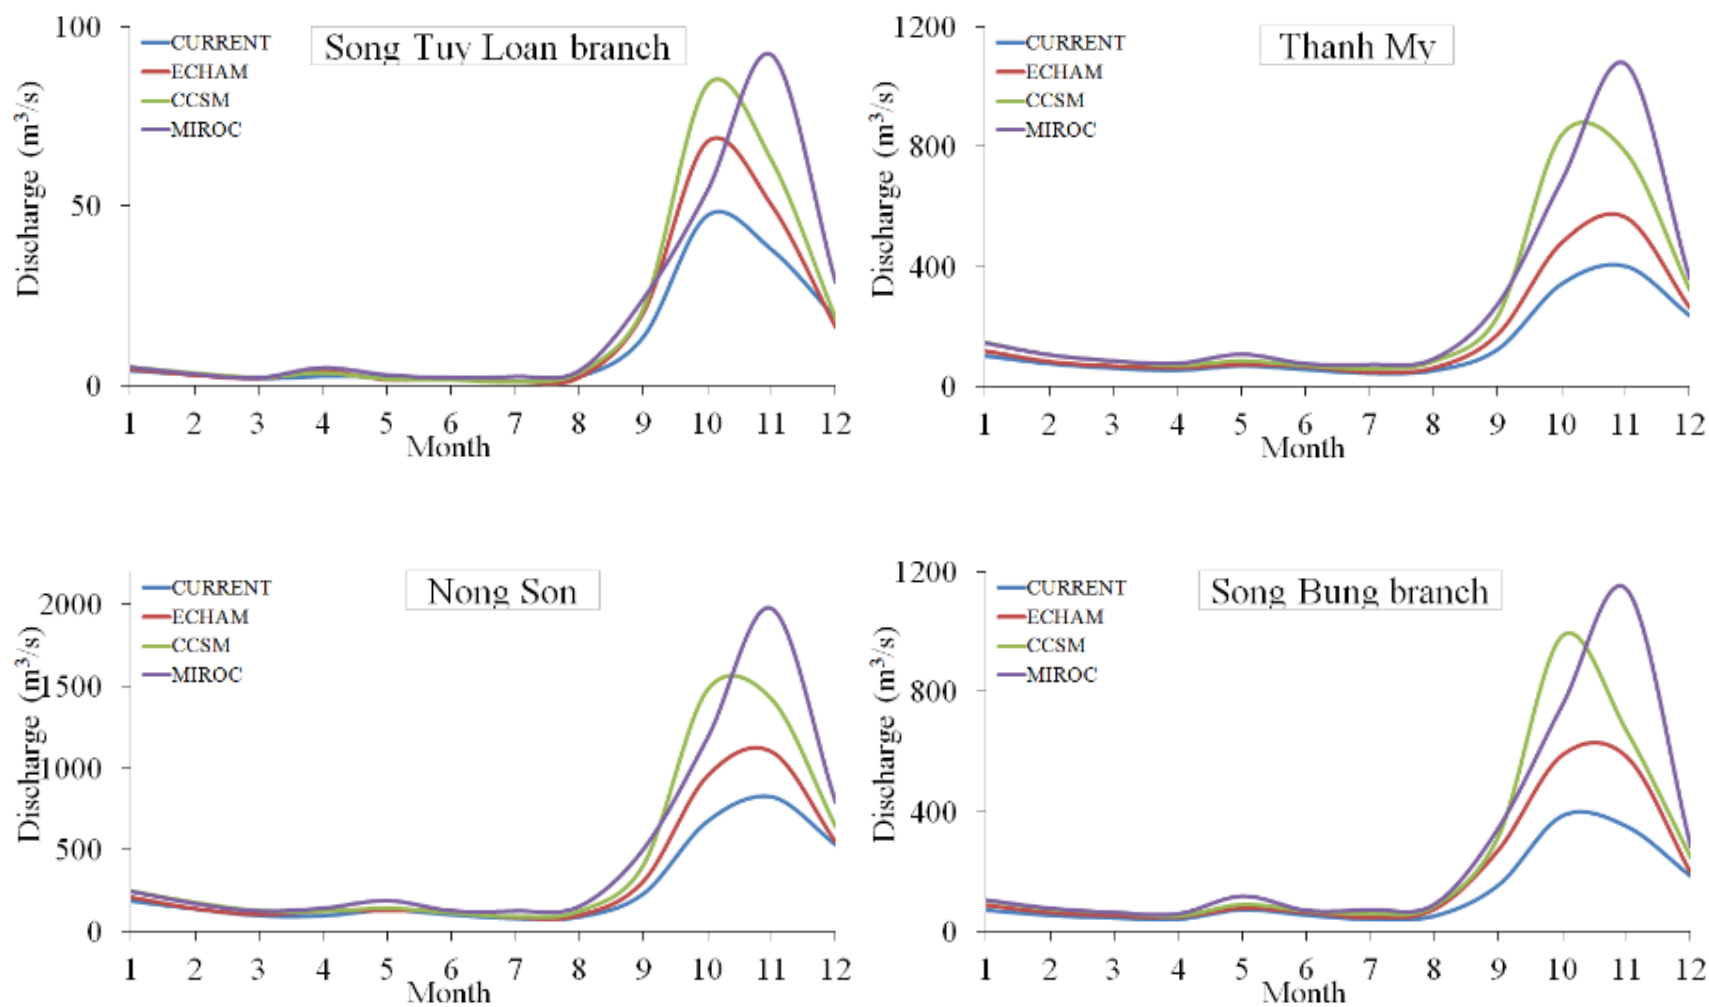 Song Tuy Loan branch
CURRENT
ECHAM
CCSM
MIROC
Discharge (m³/s)
100
50
0
1 2 3 4 5 6 7 8 9 10 11 12
Month
Thanh My
CURRENT
ECHAM
CCSM
MIROC
Discharge (m³/s)
1200
800
400
0
1 2 3 4 5 6 7 8 9 10 11 12
Month
Nong Son
CURRENT
ECHAM
CCSM
MIROC
Discharge (m³/s)
2000
1500
1000
500
0
1 2 3 4 5 6 7 8 9 10 11 12
Month
Song Bung branch
CURRENT
ECHAM
CCSM
MIROC
Discharge (m³/s)
1200
800
400
0
1 2 3 4 5 6 7 8 9 10 11 12
Month